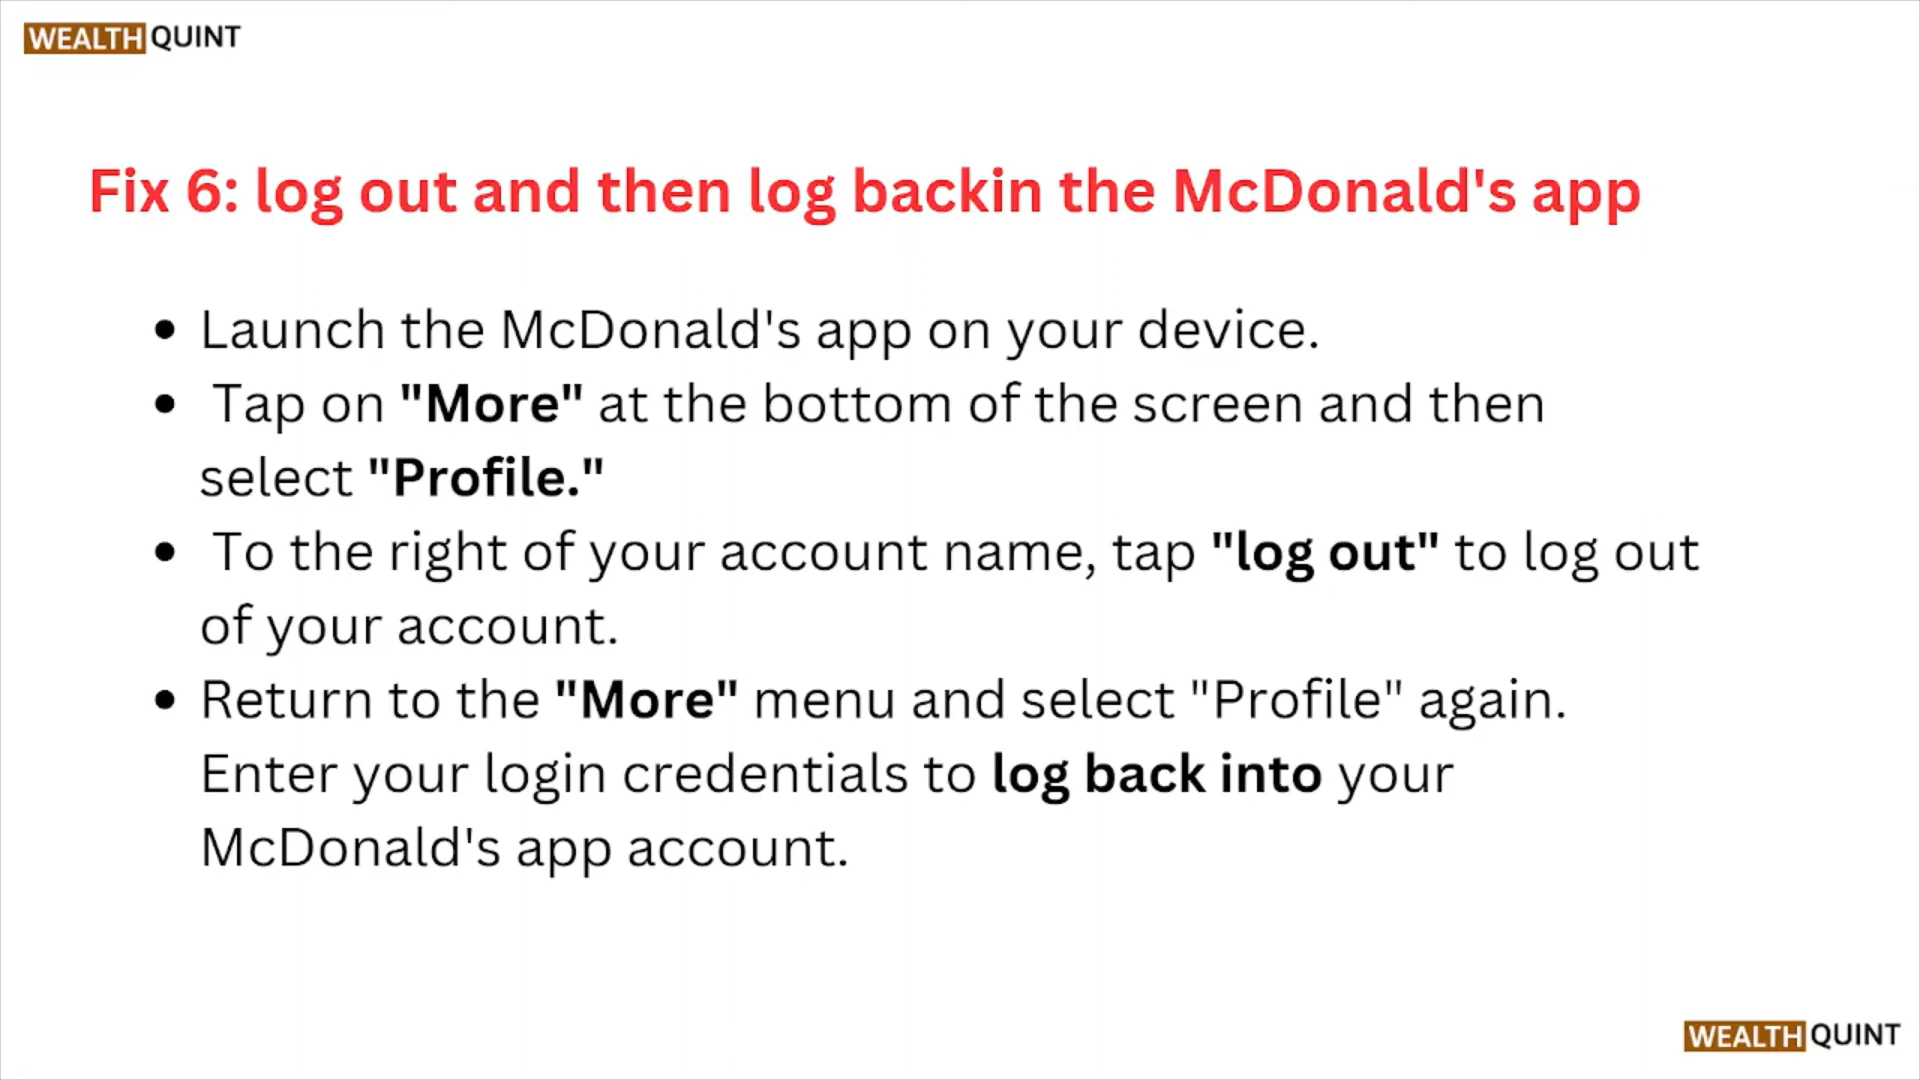 WEALTH QUINT
Fix 6: log out and then log backin the McDonald's app
• Launch the McDonald's app on your device.
• Tap on "More" at the bottom of the screen and then
select "Profile."
• To the right of your account name, tap "log out" to log out
of your account.
• Return to the "More" menu and select "Profile" again.
Enter your login credentials to log back into your
McDonald's app account.
WEALTH QUINT